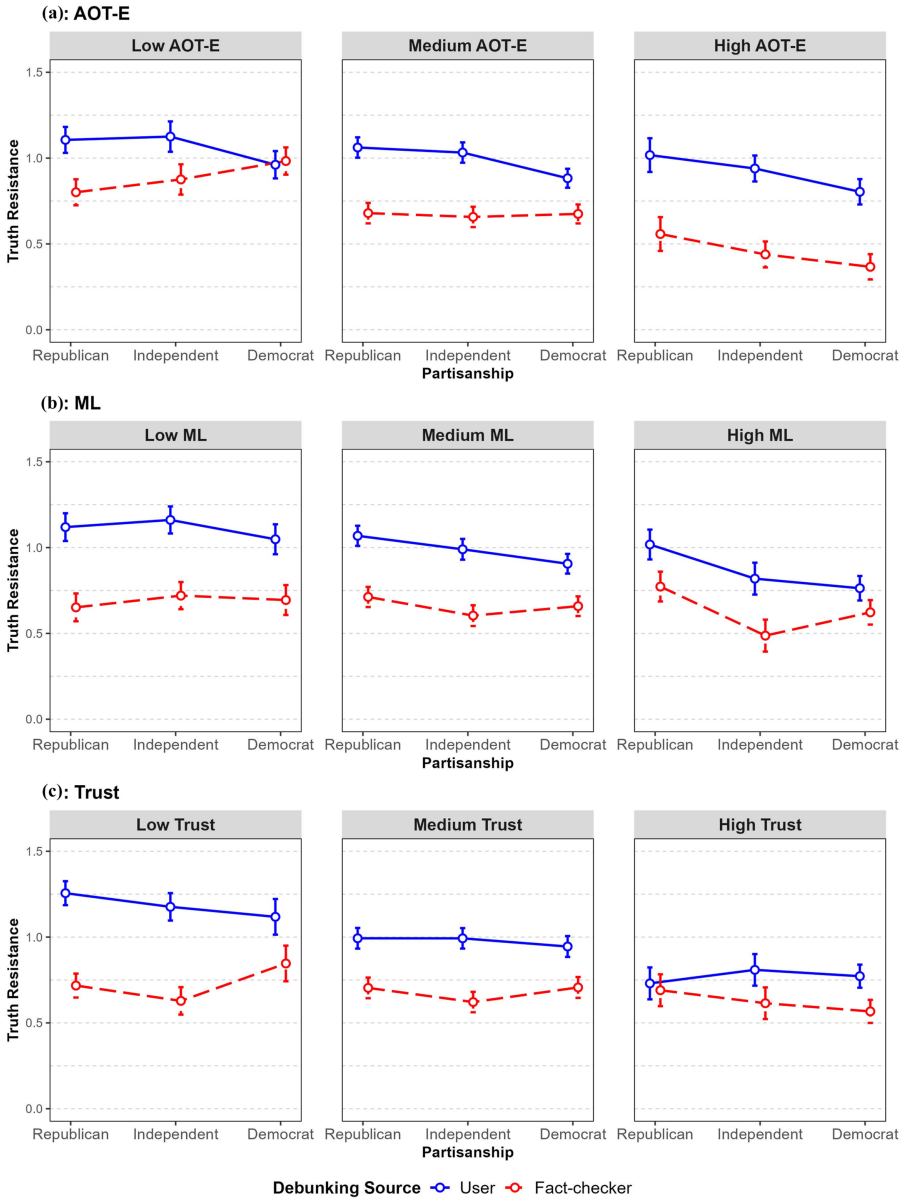 (a): AOT-E
Low AOT-E Medium AOT-E High AOT-E
1.5
1.0
0.5
0.0
Truth Resistance
Republican Independent Democrat Republican Independent Democrat Republican Independent Democrat
Partisanship
(b): ML
Low ML Medium ML High ML
1.5
1.0
0.5
0.0
Truth Resistance
Republican Independent Democrat Republican Independent Democrat Republican Independent Democrat
Partisanship
(c): Trust
Low Trust Medium Trust High Trust
1.5
1.0
0.5
0.0
Truth Resistance
Republican Independent Democrat Republican Independent Democrat Republican Independent Democrat
Partisanship
Debunking Source User Fact-checker